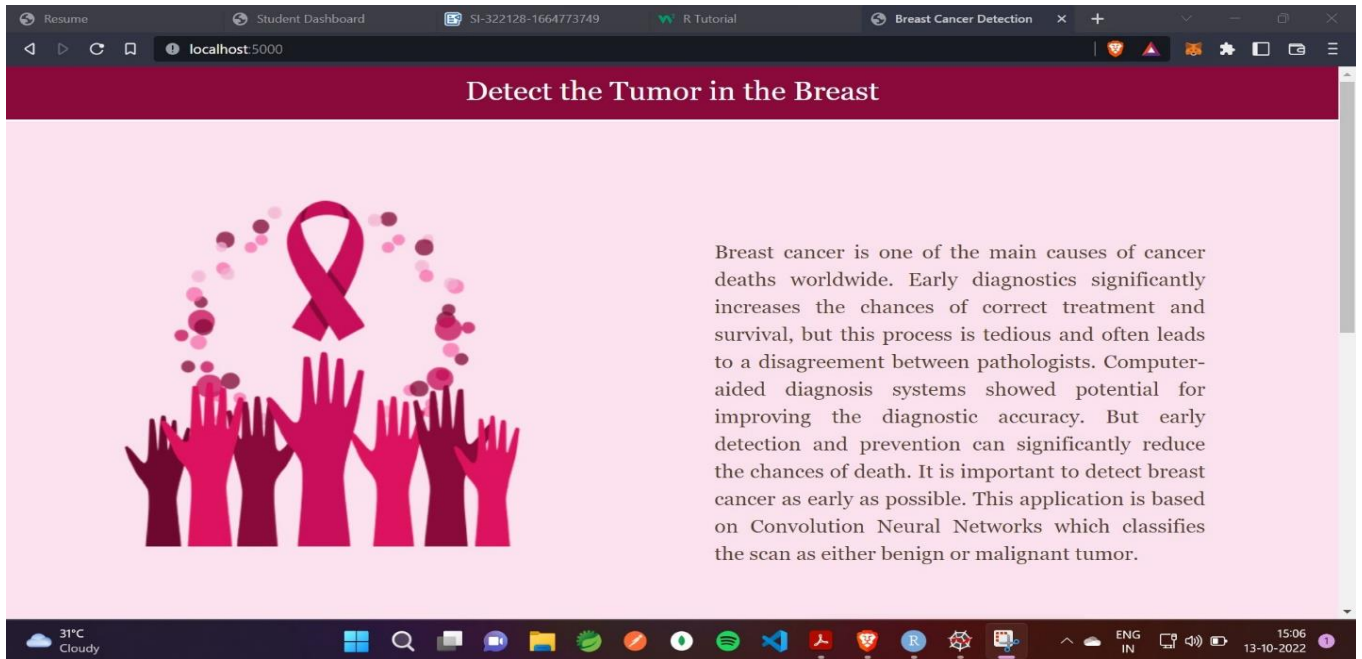 Resume
Student Dashboard
SI-322128-1664773749
R Tutorial
Breast Cancer Detection
localhost:5000
Detect the Tumor in the Breast
Breast cancer is one of the main causes of cancer
deaths worldwide. Early diagnostics significantly
increases the chances of correct treatment and
survival, but this process is tedious and often leads
to a disagreement between pathologists. Computer-
aided diagnosis systems showed potential for
improving the diagnostic accuracy. But early
detection and prevention can significantly reduce
the chances of death. It is important to detect breast
cancer as early as possible. This application is based
on Convolution Neural Networks which classifies
the scan as either benign or malignant tumor.
31°C
Cloudy
ENG
IN
15:06
13-10-2022
1